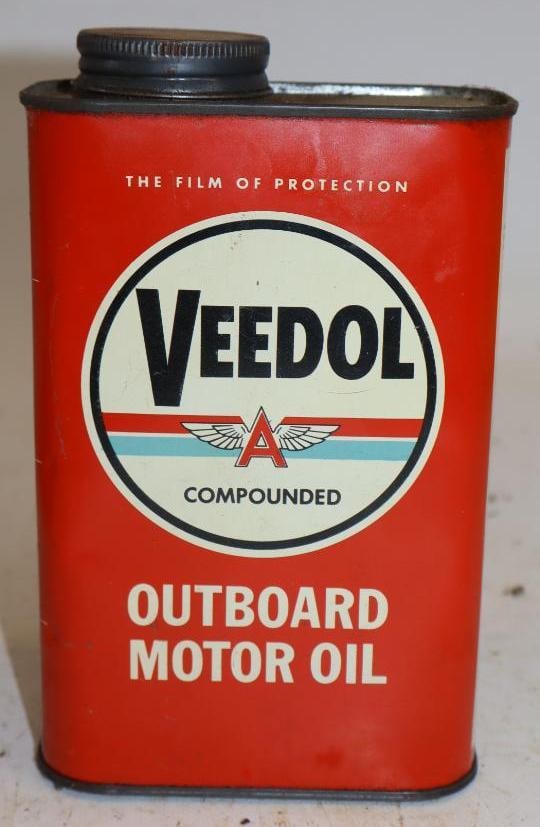 THE FILM OF PROTECTION
VEEDOL
A
COMPOUNDED
OUTBOARD
MOTOR OIL